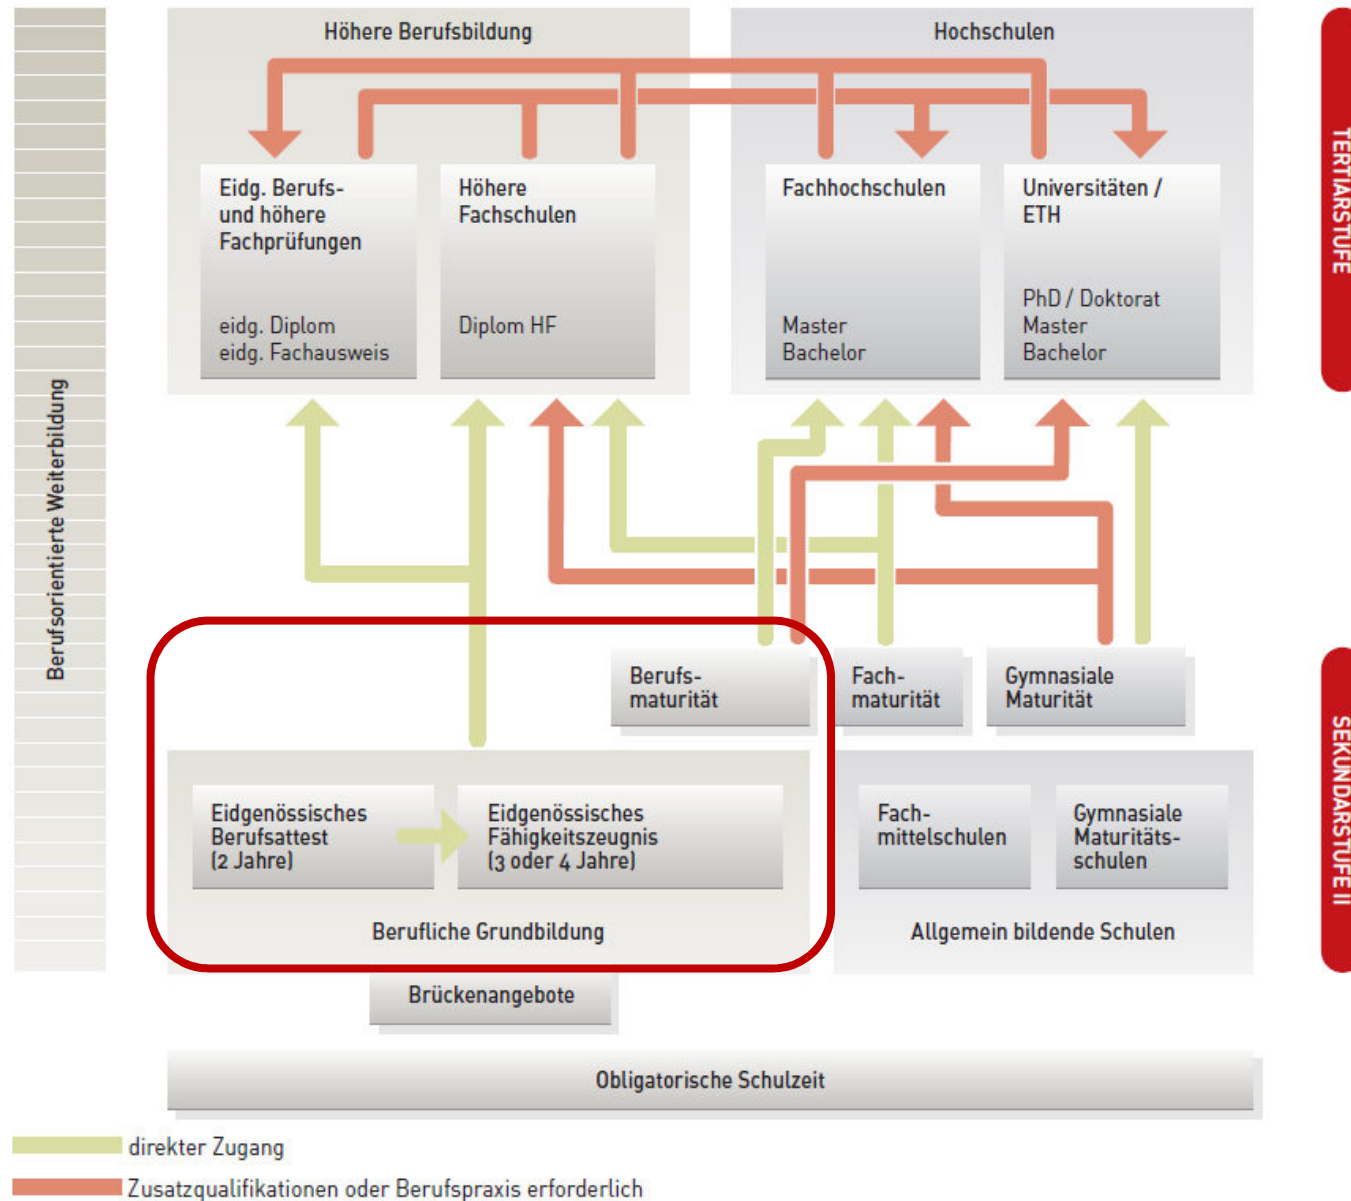 Höhere Berufsbildung
Hochschulen
Eidg. Berufs-
und höhere
Fachprüfungen
eidg. Diplom
eidg. Fachausweis
Höhere
Fachschulen
Diplom HF
Fachhochschulen
Master
Bachelor
Universitäten /
ETH
PhD / Doktorat
Master
Bachelor
TERTIÄRSTUFE
Berufsorientierte Weiterbildung
Berufs-
maturität
Fach-
maturität
Gymnasiale
Maturität
Eidgenössisches
Berufsattest
(2 Jahre)
Eidgenössisches
Fähigkeitszeugnis
(3 oder 4 Jahre)
Berufliche Grundbildung
Fach-
mittelschulen
Gymnasiale
Maturitäts-
schulen
Allgemein bildende Schulen
SEKUNDARSTUFE II
Brückenangebote
Obligatorische Schulzeit
direkter Zugang
Zusatzqualifikationen oder Berufspraxis erforderlich